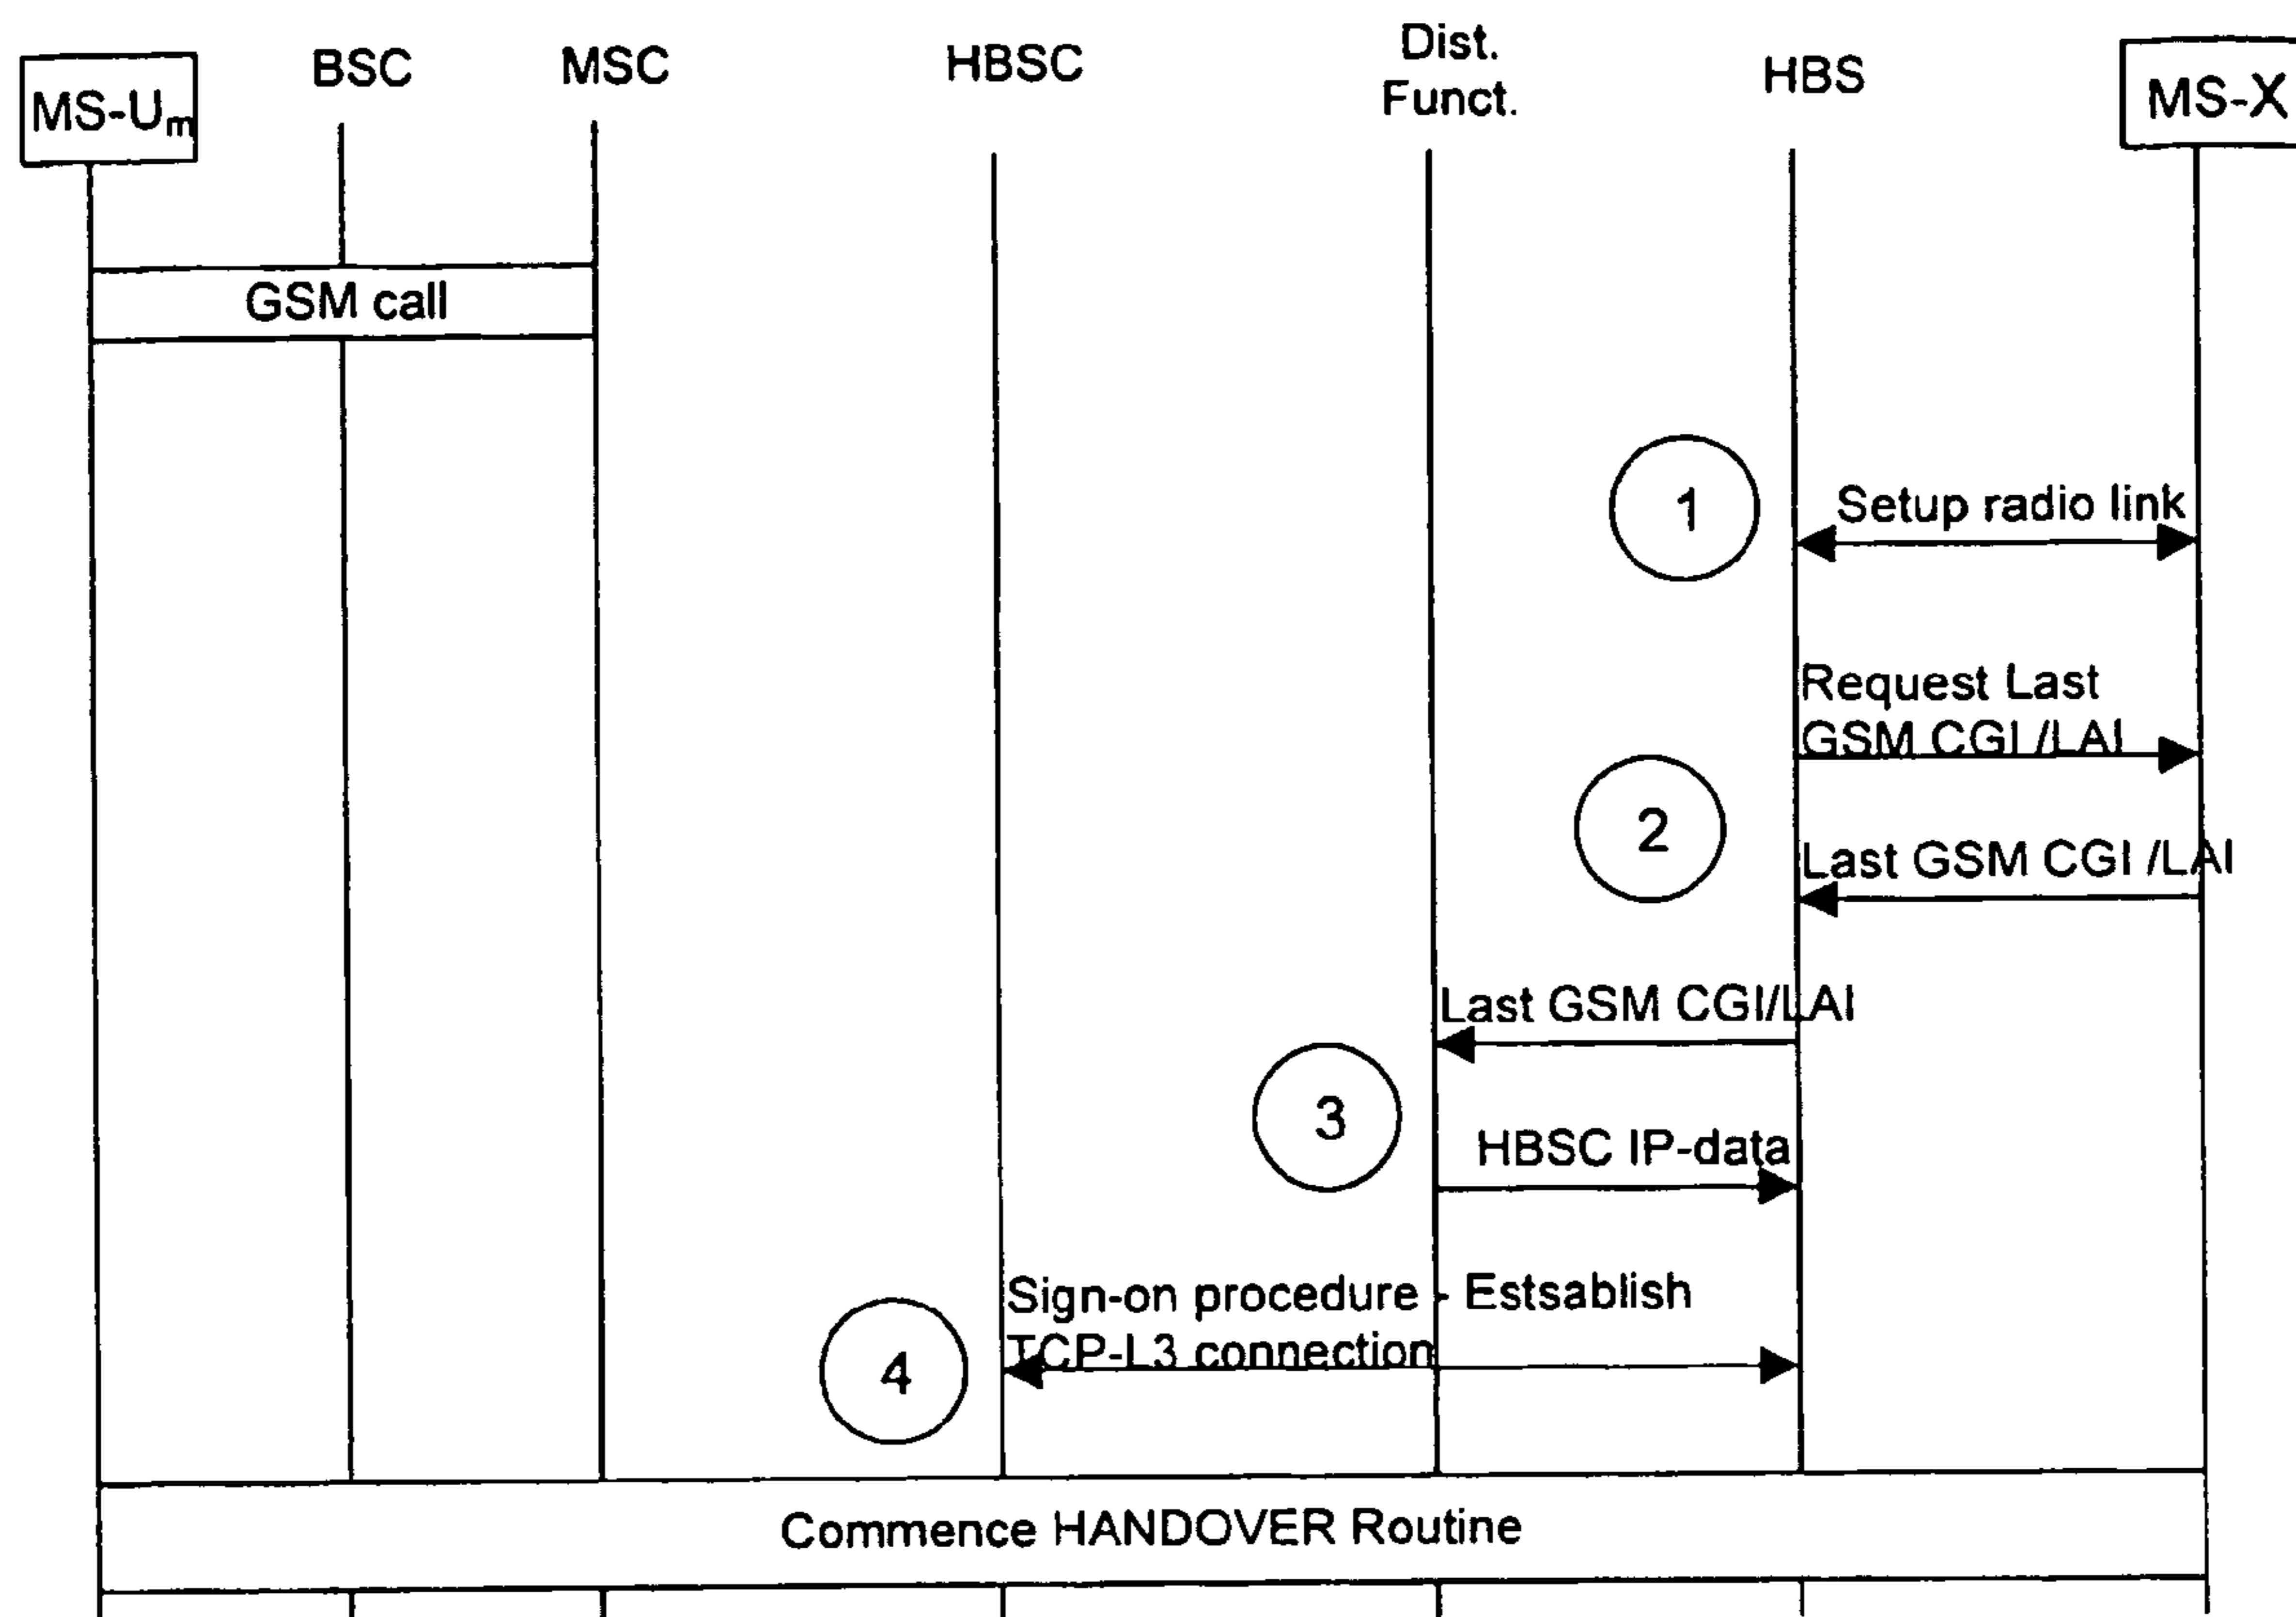 MS-Um
BSC
MSC
HBSC
Dist.
Funct.
HBS
MS-X
GSM call
1
Setup radio link
Request Last
GSM CGI /LAI
2
Last GSM CGI /LAI
Last GSM CGI/LAI
3
HBSC IP-data
Sign-on procedure - Estsablish
TCP-L3 connection
4
Commence HANDOVER Routine